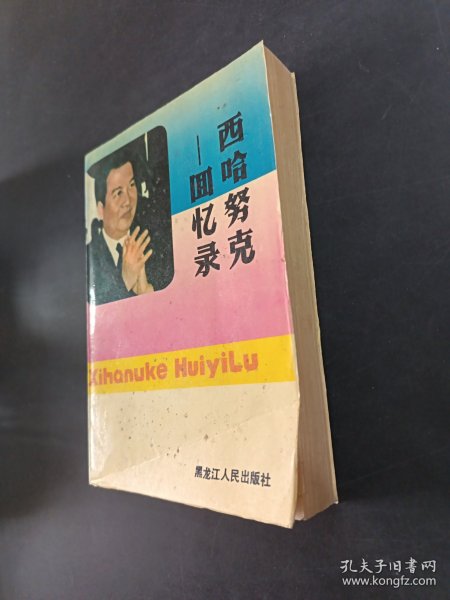 西哈努克
—回忆录
Xihanuke HuiyiLu
黑龙江人民出版社
孔夫子旧书网
www.kongfz.com